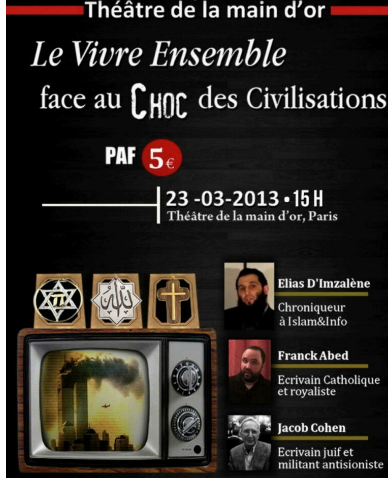 Théâtre de la main d'or
Le Vivre Ensemble
face au CHOC des Civilisations
PAF 5€
23 -03-2013 • 15 H
Théâtre de la main d'or, Paris
Elias D'Imzalène
Chroniqueur
à Islam&Info
Franck Abed
Ecrivain Catholique
et royaliste
Jacob Cohen
Ecrivain juif et
militant antisioniste
الله